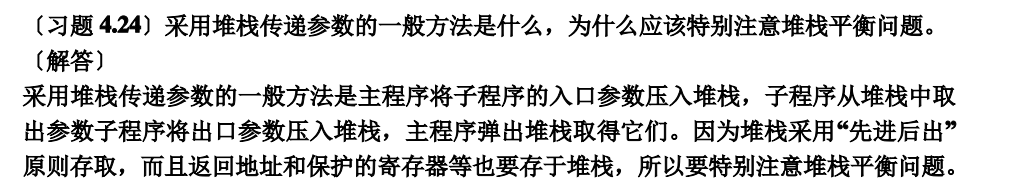 〔习题 4.24〕采用堆栈传递参数的一般方法是什么，为什么应该特别注意堆栈平衡问题。
〔解答〕
采用堆栈传递参数的一般方法是主程序将子程序的入口参数压入堆栈，子程序从堆栈中取
出参数子程序将出口参数压入堆栈，主程序弹出堆栈取得它们。因为堆栈采用“先进后出”
原则存取，而且返回地址和保护的寄存器等也要存于堆栈，所以要特别注意堆栈平衡问题。